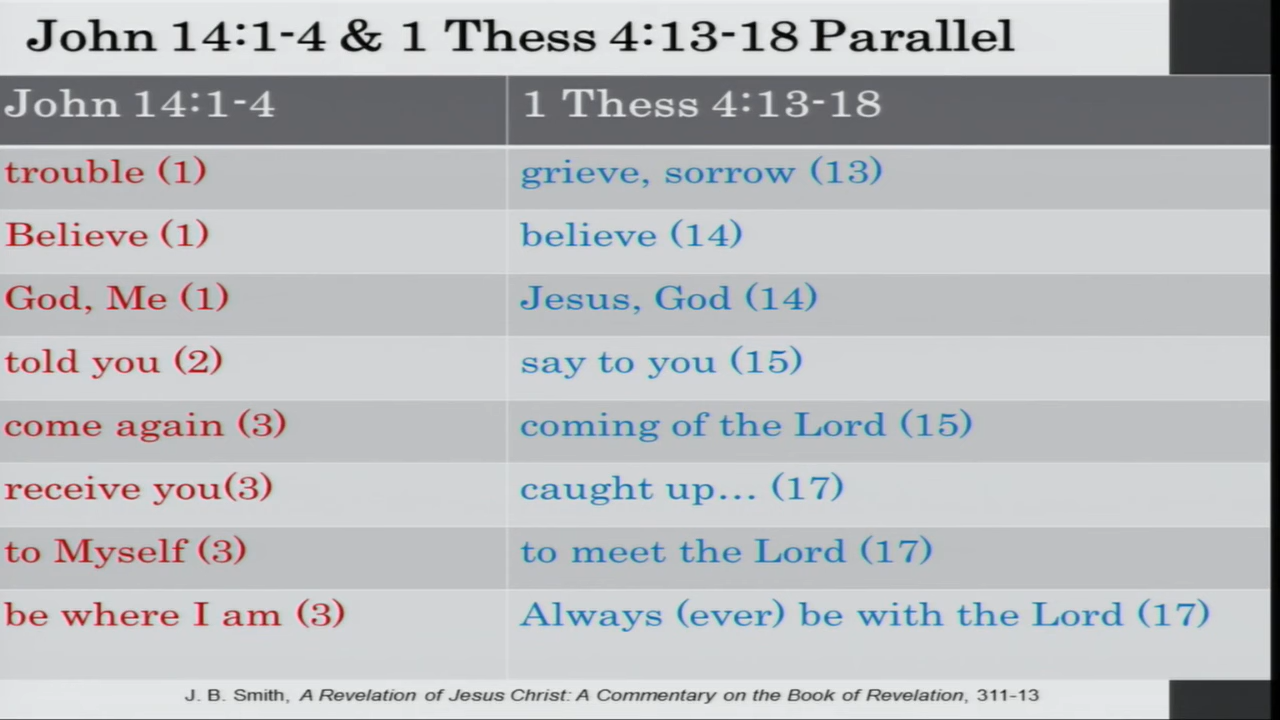 John 14:1-4 & 1 Thess 4:13-18 Parallel
John 14:1-4 1 Thess 4:13-18
trouble (1) grieve, sorrow (13)
Believe (1) believe (14)
God, Me (1) Jesus, God (14)
told you (2) say to you (15)
come again (3) coming of the Lord (15)
receive you(3) caught up... (17)
to Myself (3) to meet the Lord (17)
be where I am (3) Always (ever) be with the Lord (17)
J. B. Smith, A Revelation of Jesus Christ: A Commentary on the Book of Revelation, 311-13